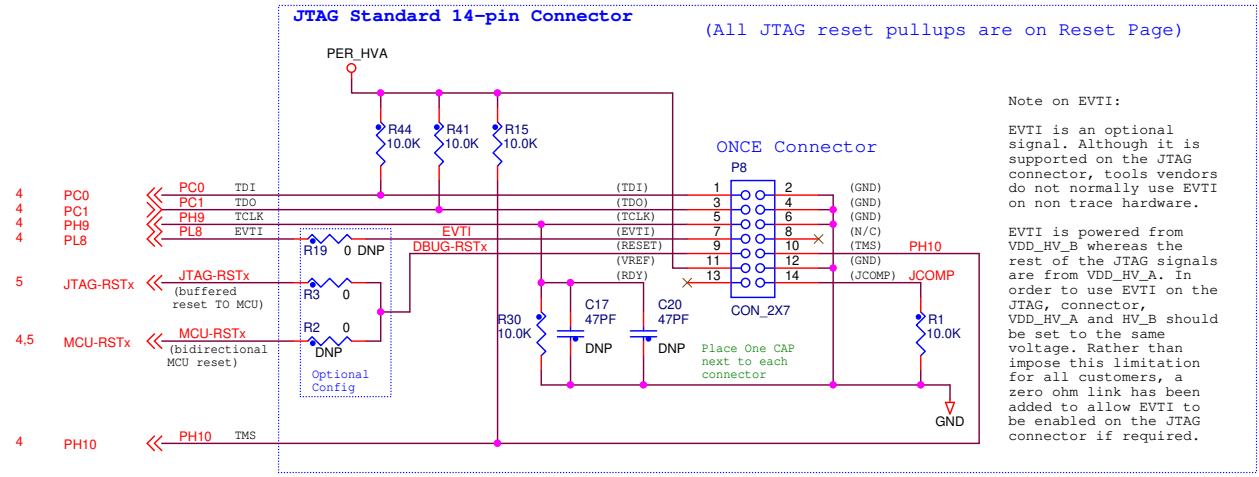 JTAG Standard 14-pin Connector
(All JTAG reset pullups are on Reset Page)
PER_HVA
R44
10.0K
R41
10.0K
R15
10.0K
ONCE Connector
P8
4 PC0 PC0 TDI (TDI) 1 2 (GND)
4 PC1 PC1 TDO (TDO) 3 4 (GND)
4 PH9 PH9 TCLK (TCLK) 5 6 (GND)
4 PL8 PL8 EVTI EVTI (EVTI) 7 8 (N/C)
R19 0 DNP
DBUG-RSTx (RESET) 9 10 (TMS) PH10
(VREF) 11 12 (GND)
5 JTAG-RSTx JTAG-RSTx (RDY) 13 14 (JCOMP) JCOMP
(buffered
reset TO MCU)
R3 0
CON_2X7
4,5 MCU-RSTx MCU-RSTx
(bidirectional
MCU reset)
R2 0
DNP
Optional
Config
R30
10.0K
C17
47PF
DNP
C20
47PF
DNP
Place One CAP
next to each
connector
R1
10.0K
GND
4 PH10 PH10 TMS
Note on EVTI:
EVTI is an optional
signal. Although it is
supported on the JTAG
connector, tools vendors
do not normally use EVTI
on non trace hardware.
EVTI is powered from
VDD_HV_B whereas the
rest of the JTAG signals
are from VDD_HV_A. In
order to use EVTI on the
JTAG, connector,
VDD_HV_A and HV_B should
be set to the same
voltage. Rather than
impose this limitation
for all customers, a
zero ohm link has been
added to allow EVTI to
be enabled on the JTAG
connector if required.